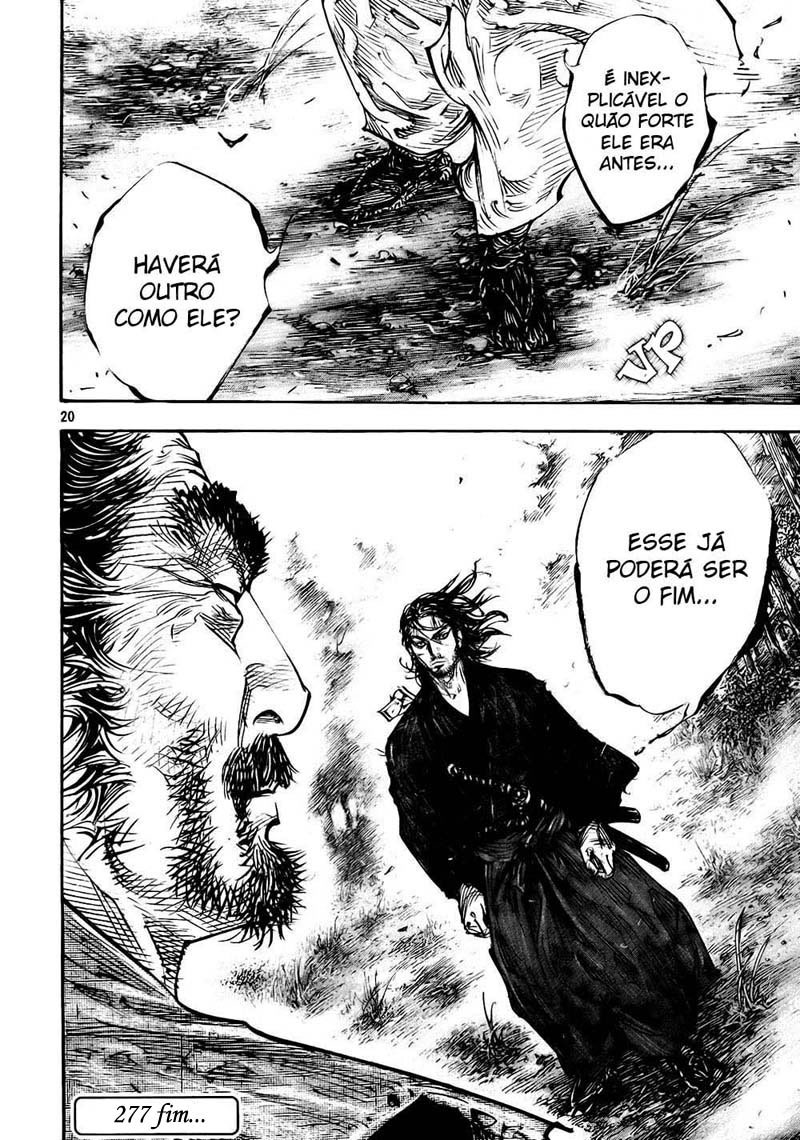 É INEX-
PLICÁVEL O
QUÃO FORTE
ELE ERA
ANTES...
HAVERÁ
OUTRO
COMO ELE?
VP
20
ESSE JÁ
PODERÁ SER
O FIM...
277 fim...